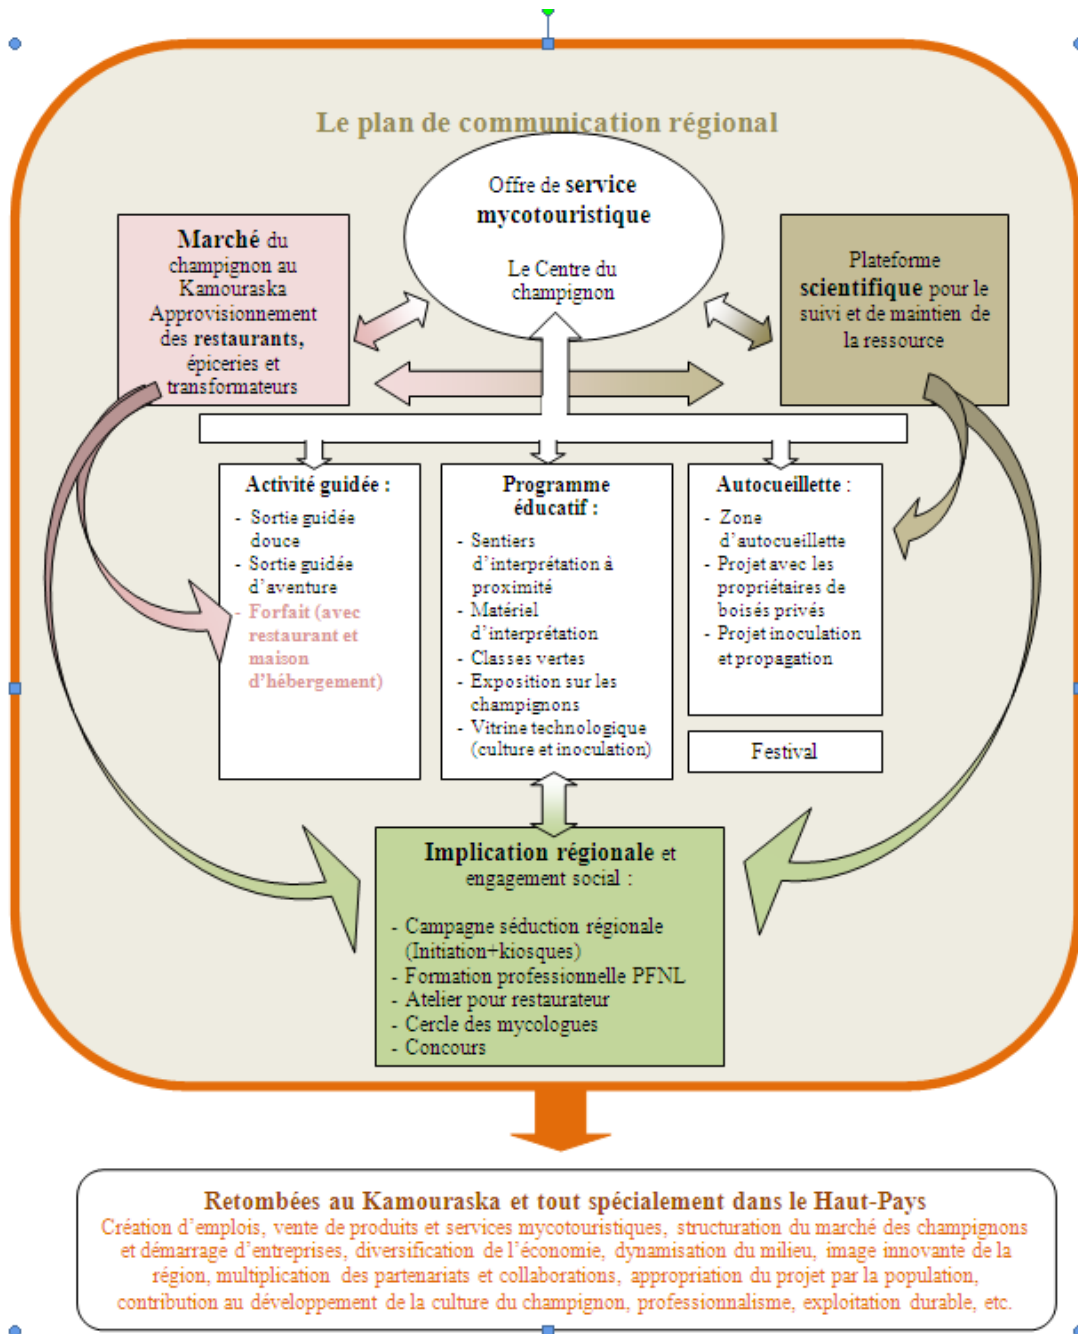 Le plan de communication régional
Offre de service
mycotouristique
Le Centre du
champignon
Marché du
champignon au
Kamouraska
Approvisionnement
des restaurants,
épiceries et
transformateurs
Plateforme
scientifique pour le
suivi et de maintien de
la ressource
Activité guidée :
- Sortie guidée
douce
- Sortie guidée
d'aventure
- Forfait (avec
restaurant et
maison
d'hébergement)
Programme
éducatif :
- Sentiers
d'interprétation à
proximité
- Matériel
d'interprétation
- Classes vertes
- Exposition sur les
champignons
- Vitrine technologique
(culture et inoculation)
Autocueillette :
- Zone
d'autocueillette
- Projet avec les
propriétaires de
boisés privés
- Projet inoculation
et propagation
Festival
Implication régionale et
engagement social :
- Campagne séduction régionale
(Initiation+kiosques)
- Formation professionnelle PFNL
- Atelier pour restaurateur
- Cercle des mycologues
- Concours
Retombées au Kamouraska et tout spécialement dans le Haut-Pays
Création d'emplois, vente de produits et services mycotouristiques, structuration du marché des champignons
et démarrage d'entreprises, diversification de l'économie, dynamisation du milieu, image innovante de la
région, multiplication des partenariats et collaborations, appropriation du projet par la population,
contribution au développement de la culture du champignon, professionnalisme, exploitation durable, etc.